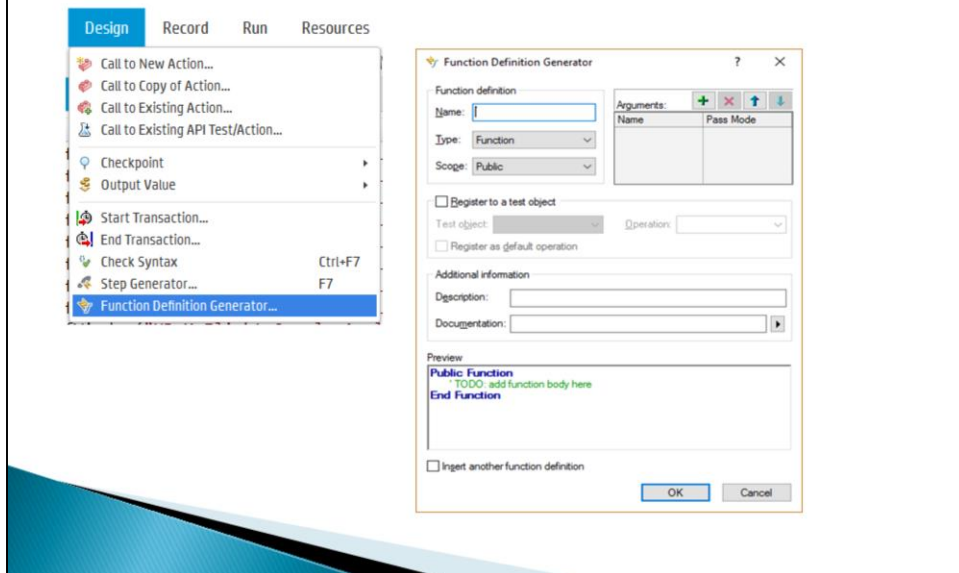 Design Record Run Resources
Call to New Action...
Call to Copy of Action...
Call to Existing Action...
Call to Existing API Test/Action...
Checkpoint
Output Value
Start Transaction...
End Transaction...
Check Syntax Ctrl+F7
Step Generator... F7
Function Definition Generator...
Function Definition Generator ? ×
Function definition
Name:
Type: Function
Scope: Public
Arguments:
Name Pass Mode
Register to a test object
Test object: Operation:
Register as default operation
Additional information
Description:
Documentation:
Preview
Public Function
' TODO: add function body here
End Function
Insert another function definition
OK Cancel